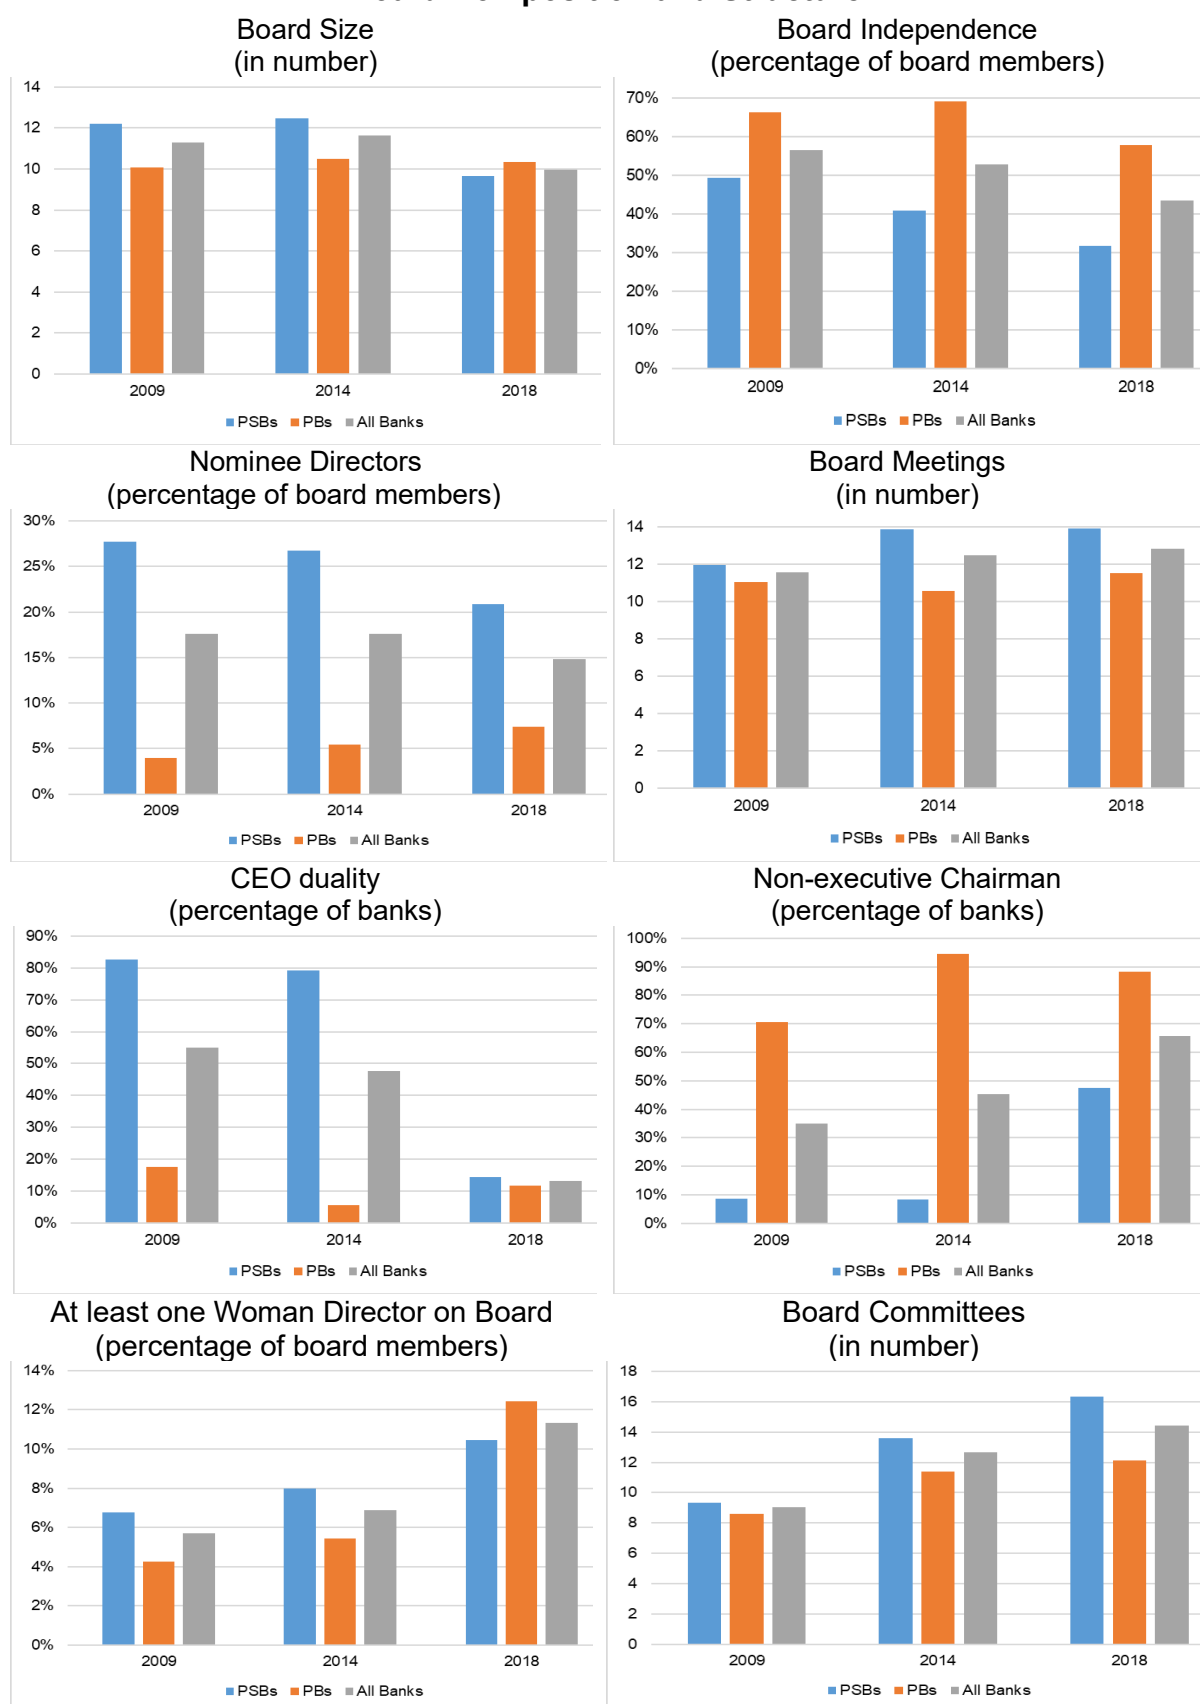 Board Size
(in number)
14
12
10
8
6
4
2
0
2009 2014 2018
PSBs PBs All Banks
Board Independence
(percentage of board members)
70%
60%
50%
40%
30%
20%
10%
0%
2009 2014 2018
PSBs PBs All Banks
Nominee Directors
(percentage of board members)
30%
25%
20%
15%
10%
5%
0%
2009 2014 2018
PSBs PBs All Banks
Board Meetings
(in number)
14
12
10
8
6
4
2
0
2009 2014 2018
PSBs PBs All Banks
CEO duality
(percentage of banks)
90%
80%
70%
60%
50%
40%
30%
20%
10%
0%
2009 2014 2018
PSBs PBs All Banks
Non-executive Chairman
(percentage of banks)
100%
90%
80%
70%
60%
50%
40%
30%
20%
10%
0%
2009 2014 2018
PSBs PBs All Banks
At least one Woman Director on Board
(percentage of board members)
14%
12%
10%
8%
6%
4%
2%
0%
2009 2014 2018
PSBs PBs All Banks
Board Committees
(in number)
18
16
14
12
10
8
6
4
2
0
2009 2014 2018
PSBs PBs All Banks